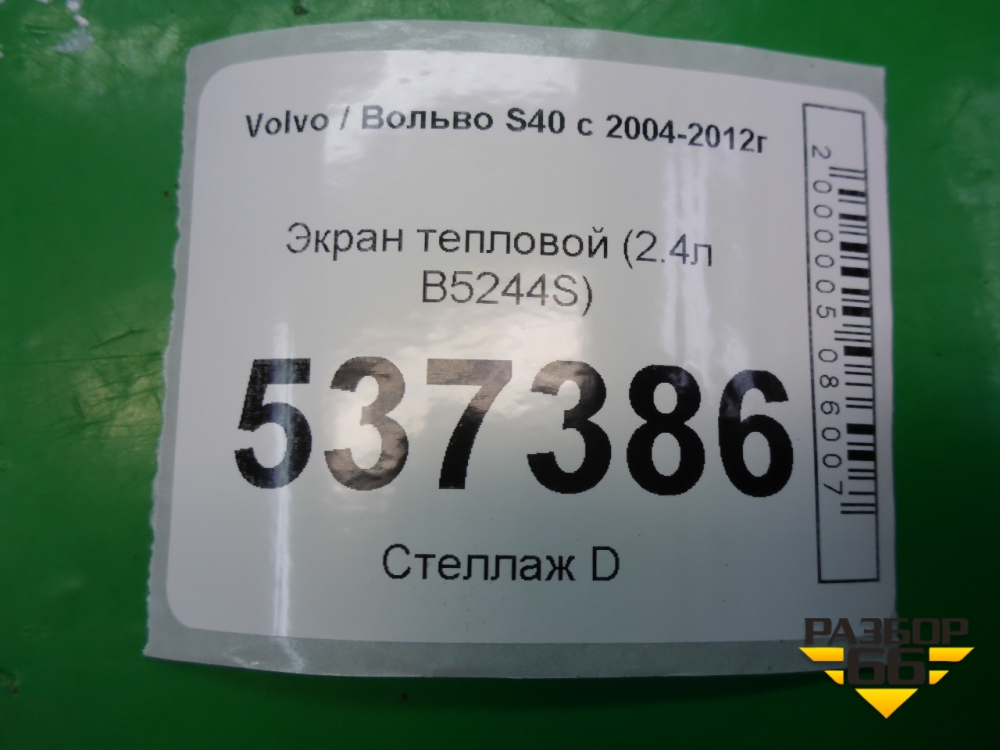 Volvo / Вольво S40 с 2004-2012г
Экран тепловой (2.4л
B5244S)
537386
Стеллаж D
2000005086007
РАЗБОР
66